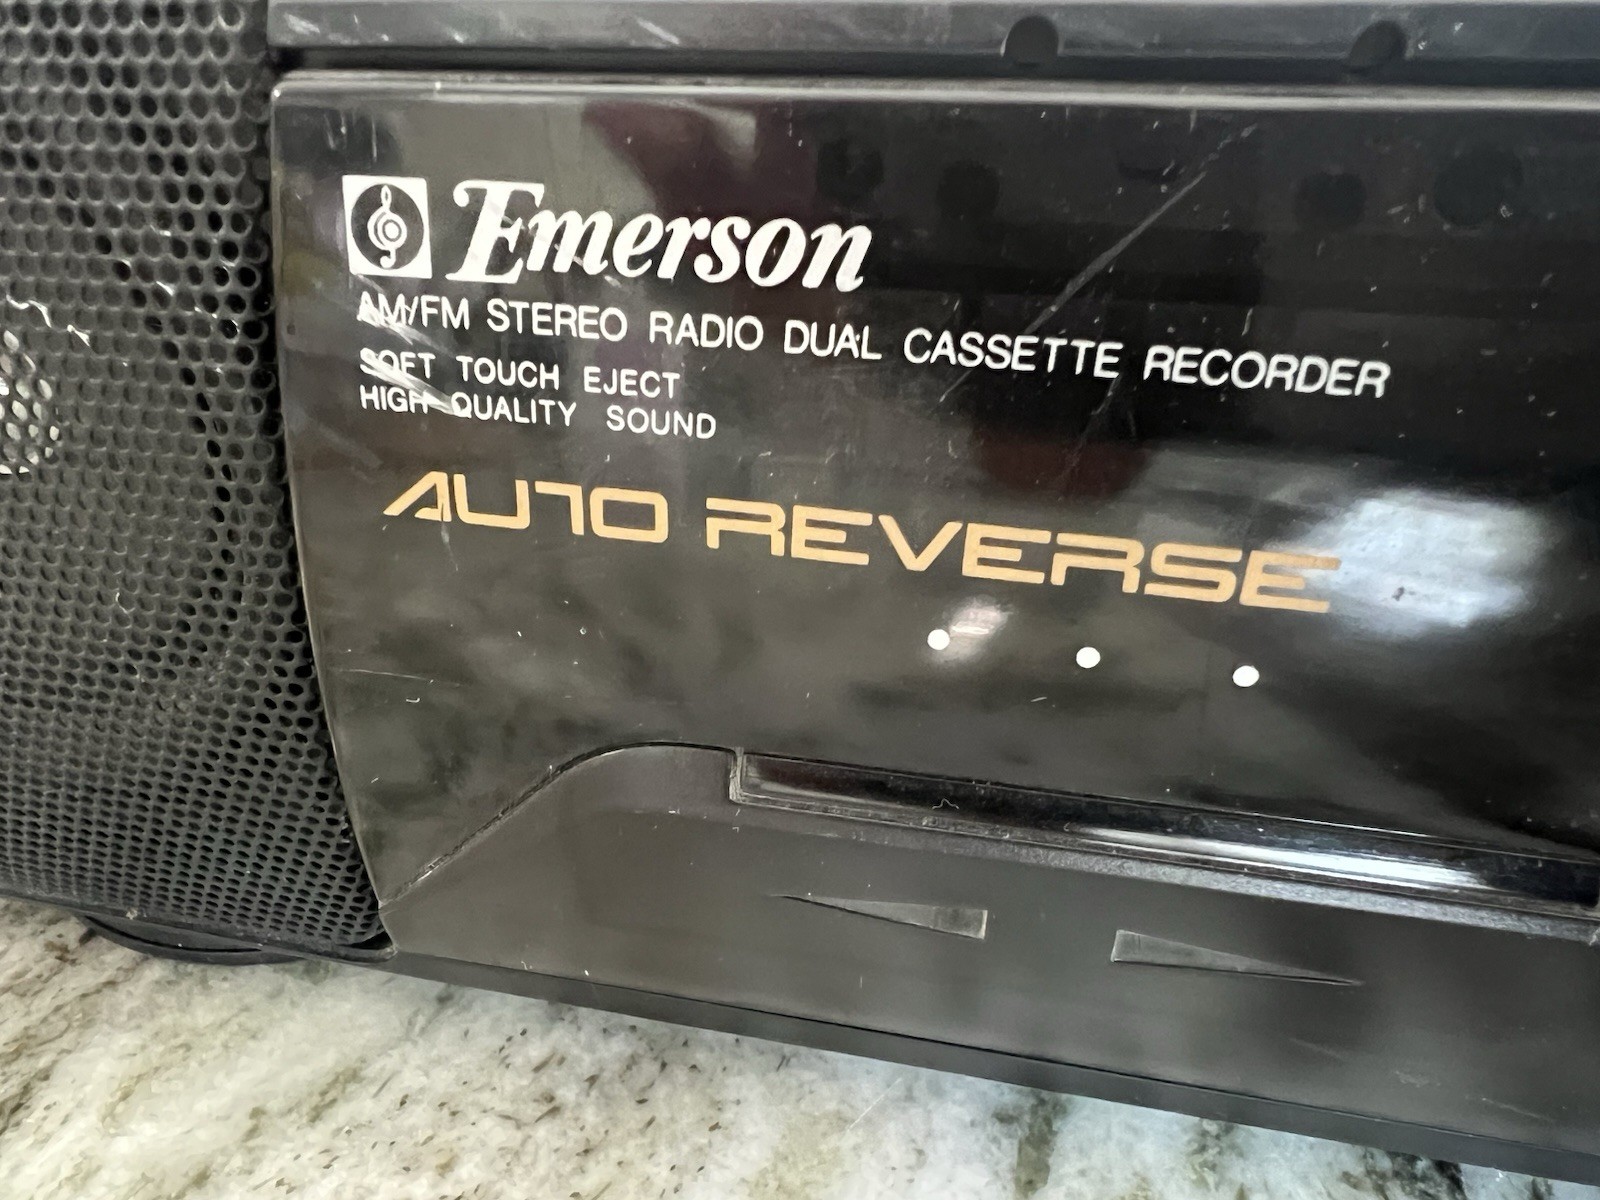 Emerson
AM/FM STEREO RADIO DUAL CASSETTE RECORDER
SOFT TOUCH EJECT
HIGH QUALITY SOUND
AUTO REVERSE